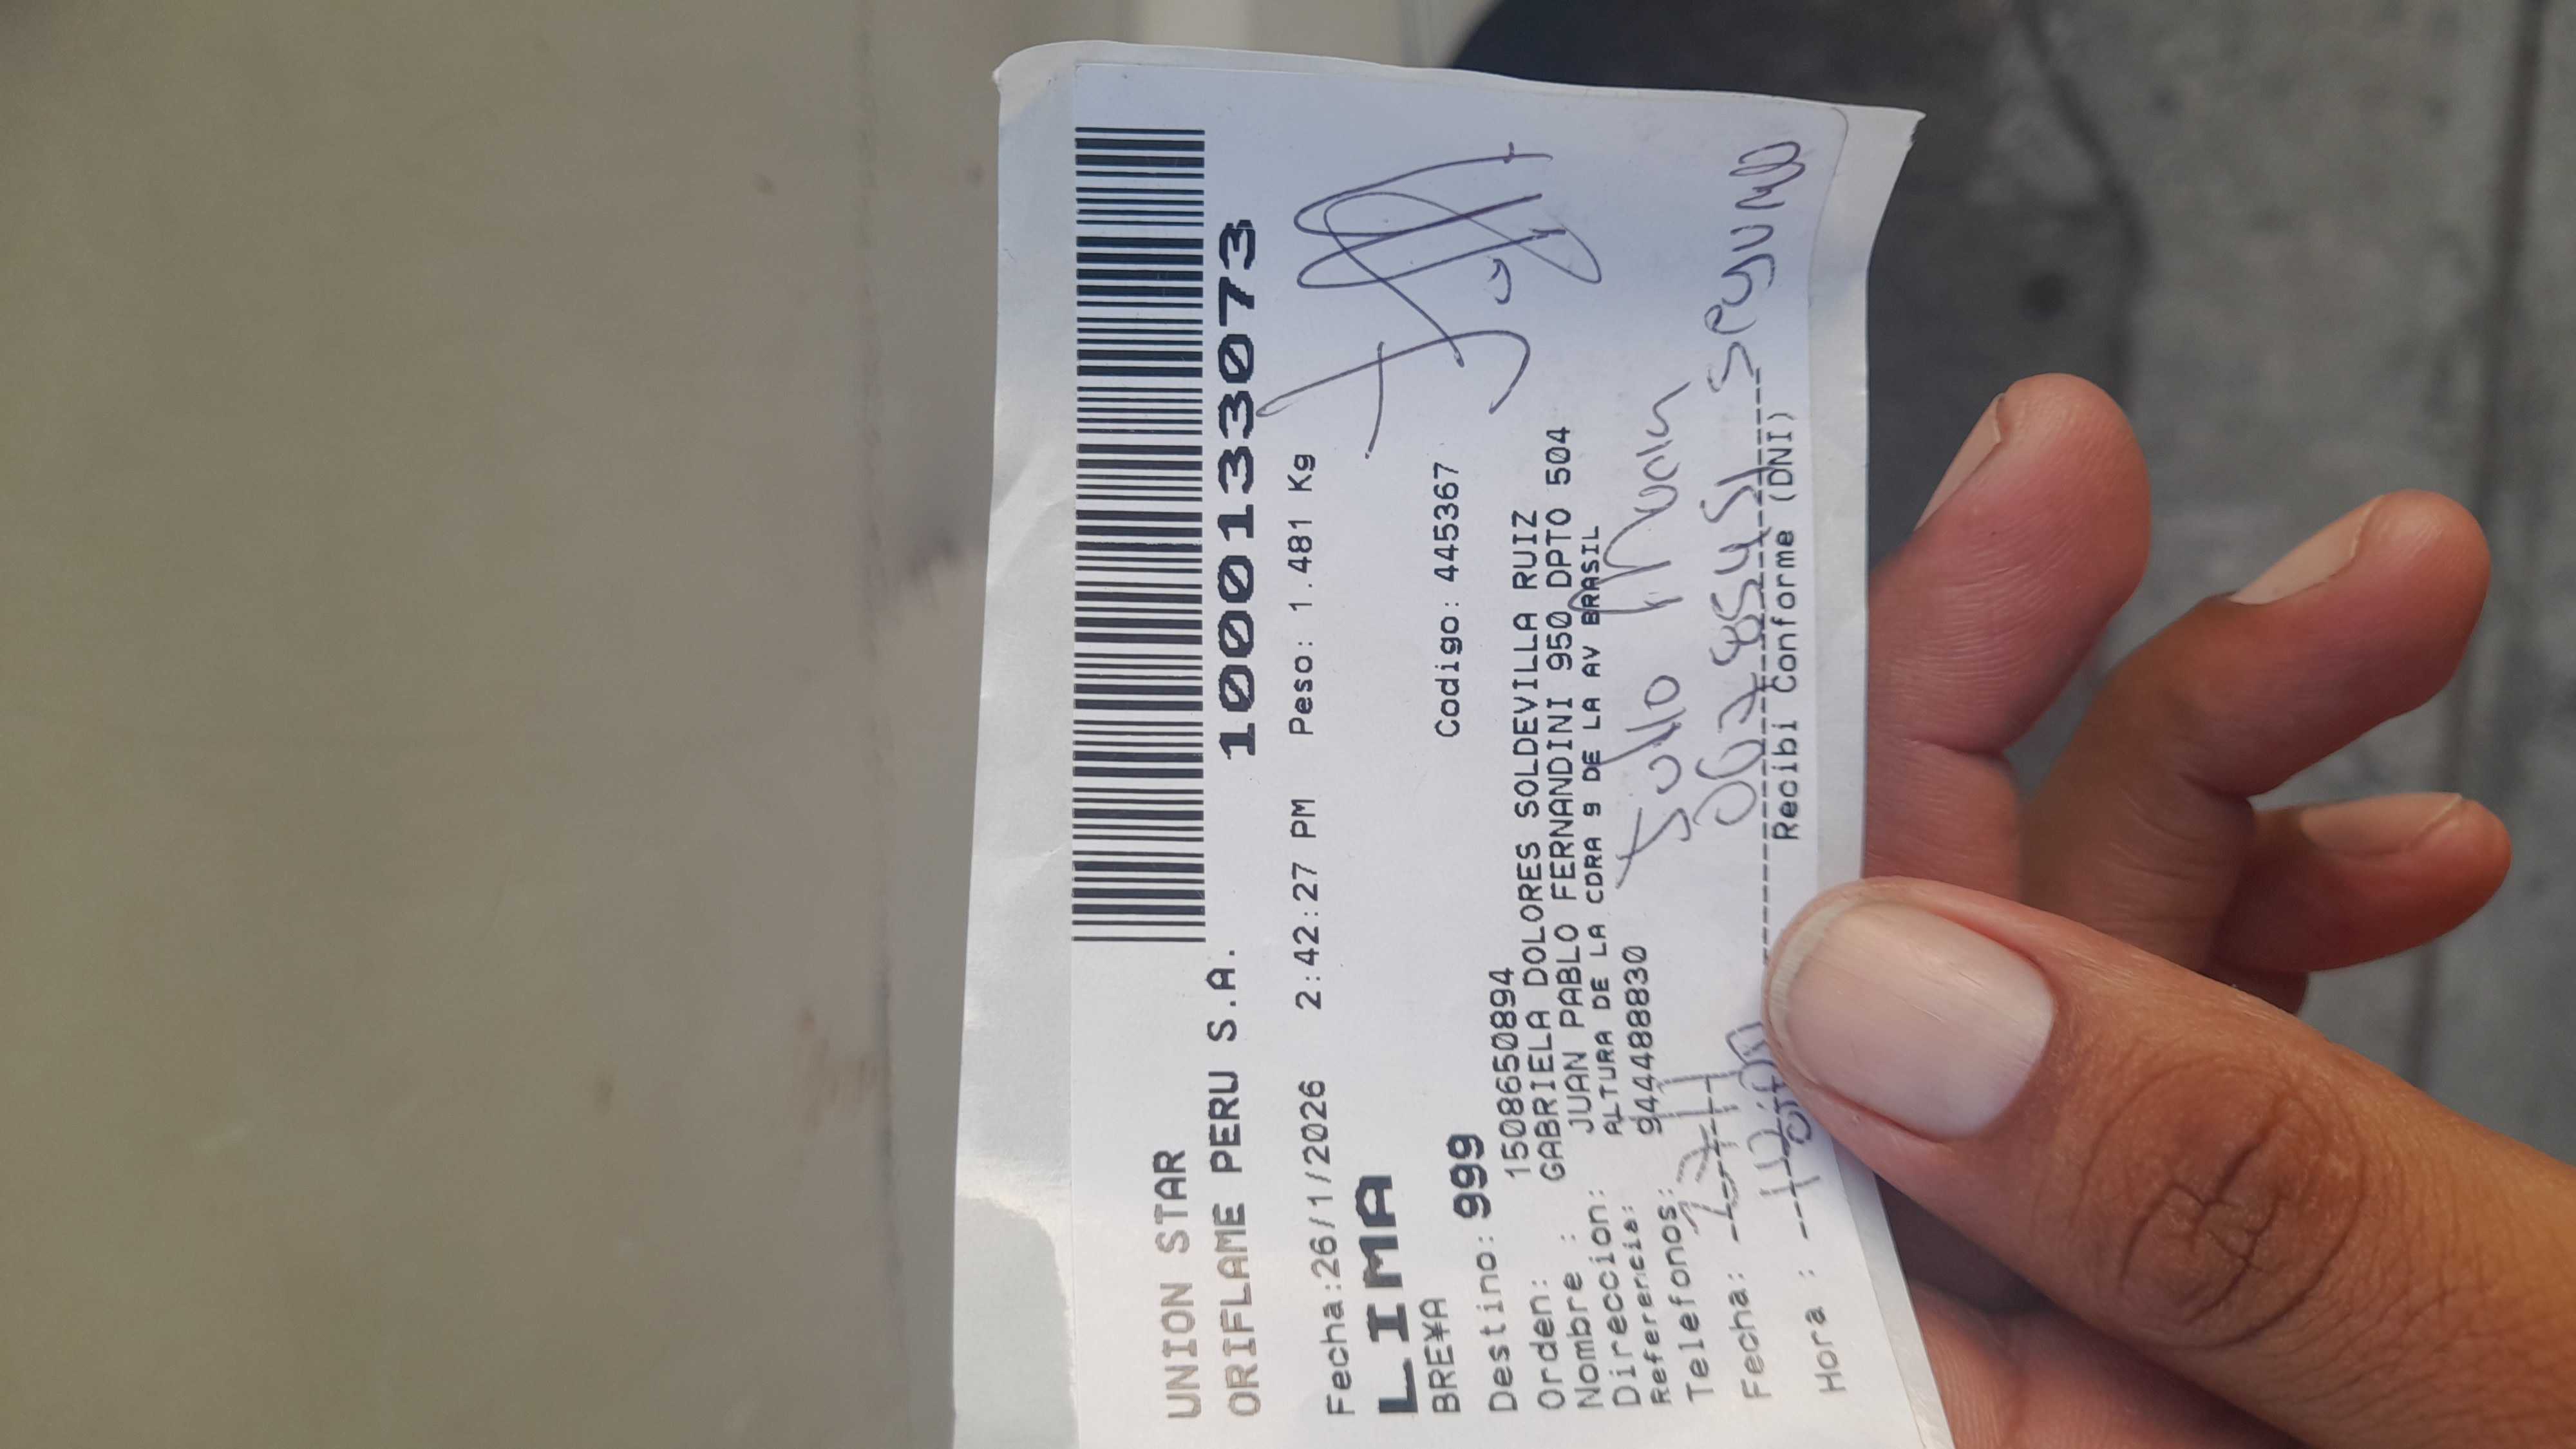 UNION STAR
ORIFLAME PERU S.A. 1000133073
Fecha:26/1/2026 2:42:27 PM Peso: 1.481 Kg
LIMA
BRE¥A Codigo: 445367
Destino: 999
Orden: 15086650894
Nombre : GABRIELA DOLORES SOLDEVILLA RUIZ
Direccion: JUAN PABLO FERNANDINI 950 DPTO 504
Referencia: ALTURA DE LA CDRA 9 DE LA AV BRASIL
Telefonos: 944488830
Julio
Fecha:
Hora :
Recibi Conforme (DNI)